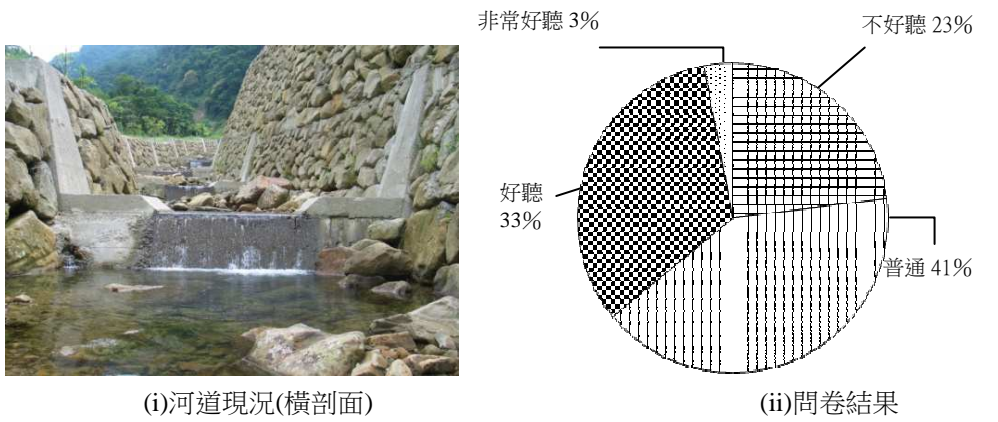 非常好聽 3%
不好聽 23%
好聽
33%
普通 41%
(i)河道現況(橫剖面)
(ii)問卷結果